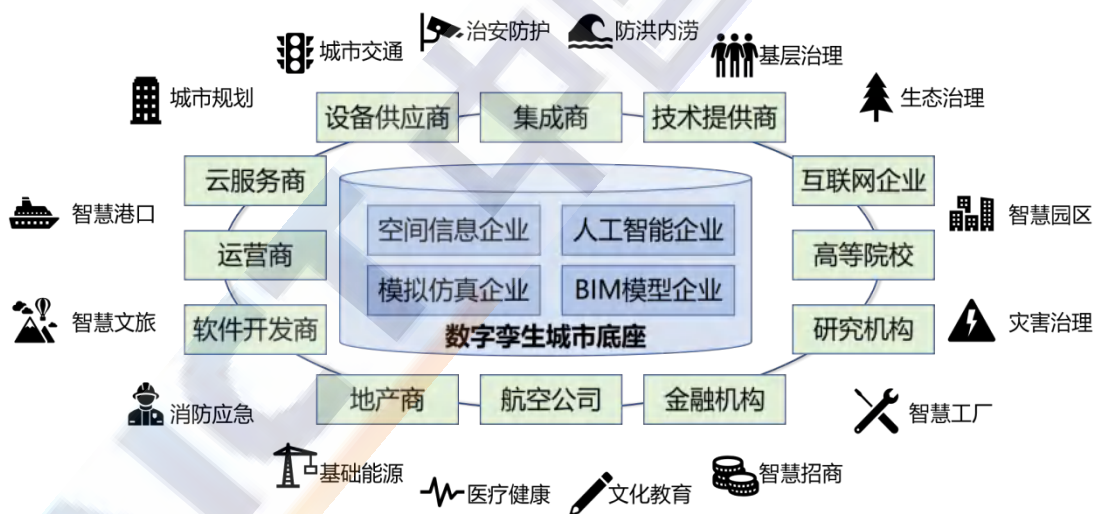 治安防护
防洪内涝
城市交通
基层治理
城市规划
生态治理
设备供应商
集成商
技术提供商
云服务商
互联网企业
智慧港口
空间信息企业
人工智能企业
智慧园区
运营商
高等院校
模拟仿真企业
BIM模型企业
智慧文旅
软件开发商
数字孪生城市底座
研究机构
灾害治理
地产商
航空公司
金融机构
消防应急
智慧工厂
基础能源
医疗健康
文化教育
智慧招商